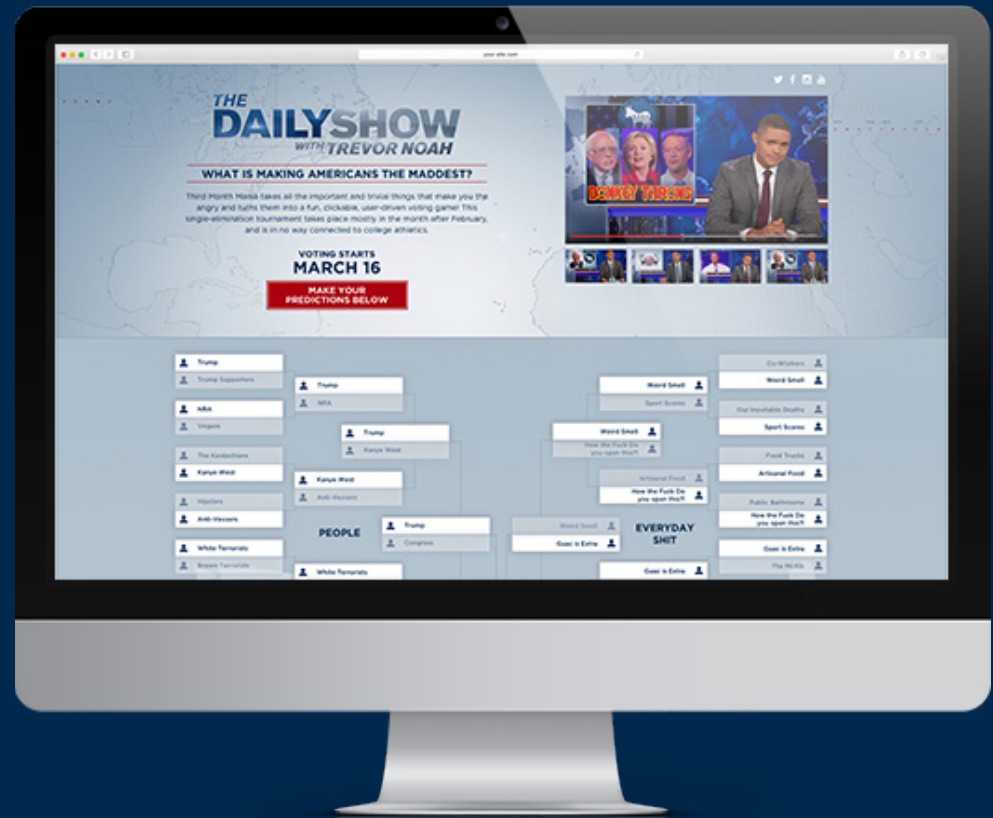 your site.com
THE
DAILYSHOW
WITH TREVOR NOAH
WHAT IS MAKING AMERICANS THE MADDEST?
Third Month Mania takes all the important and trivial things that make you the
angry and turns them into a fun, clickable, user-driven voting game! This
single-elimination tournament takes place mostly in the month after February,
and is in no way connected to college athletics.
VOTING STARTS
MARCH 16
MAKE YOUR
PREDICTIONS BELOW
DONKEY THRONG
Trump
Trump Supporters
NRA
Vegans
The Kardashians
Kanye West
Hipsters
Anti-Vaxxers
White Terrorists
Brown Terrorists
Trump
NRA
Kanye West
Anti-Vaxxers
White Terrorists
Trump
Kanye West
PEOPLE
Trump
Congress
Weird Smell
Guac is Extra
EVERYDAY
SHIT
Weird Smell
How the Fuck Do
you open this?!
Weird Smell
Sport Scores
Artisanal Food
How the Fuck Do
you open this?!
Guac is Extra
Co-Workers
Weird Smell
Our Inevitable Deaths
Sport Scores
Food Trucks
Artisanal Food
Public Bathrooms
How the Fuck Do
you open this?!
Guac is Extra